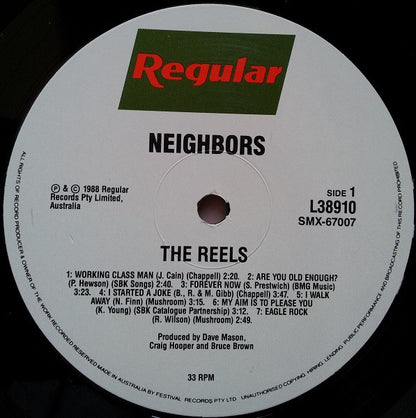 Regular
NEIGHBORS
Ⓟ & © 1988 Regular
Records Pty Limited,
Australia
SIDE 1
L38910
SMX-67007
THE REELS
1: WORKING CLASS MAN (J. Cain) (Chappell) 2:20. 2: ARE YOU OLD ENOUGH?
(P. Hewson) (SBK Songs) 2:40. 3: FOREVER NOW (S. Prestwich) (BMG Music)
3:23. 4: I STARTED A JOKE (B., R. & M. Gibb) (Chappell) 3:47. 5: I WALK
AWAY (N. Finn) (Mushroom) 3:15. 6: MY AIM IS TO PLEASE YOU
(K. Young) (SBK Catalogue Partnership) 3:12. 7: EAGLE ROCK
(R. Wilson) (Mushroom) 2:49.
Produced by Dave Mason,
Craig Hooper and Bruce Brown
33 RPM
ALL RIGHTS OF RECORD PRODUCER & OWNER OF THE WORK RECORDED RESERVED. MADE IN AUSTRALIA BY FESTIVAL RECORDS PTY LTD UNAUTHORISED COPYING, HIRING, LENDING, PUBLIC PERFORMANCE AND BROADCASTING OF THIS RECORD PROHIBITED